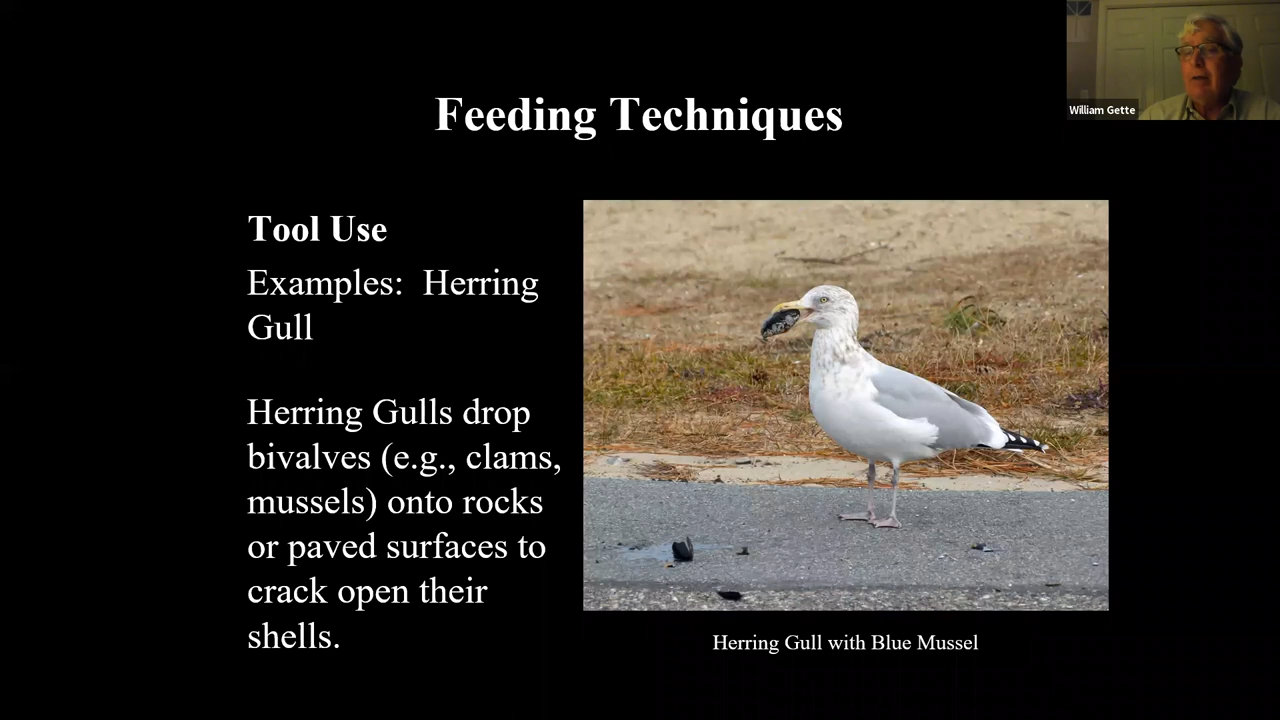 William Gette
Feeding Techniques
Tool Use
Examples:  Herring
Gull
Herring Gulls drop
bivalves (e.g., clams,
mussels) onto rocks
or paved surfaces to
crack open their
shells.
Herring Gull with Blue Mussel